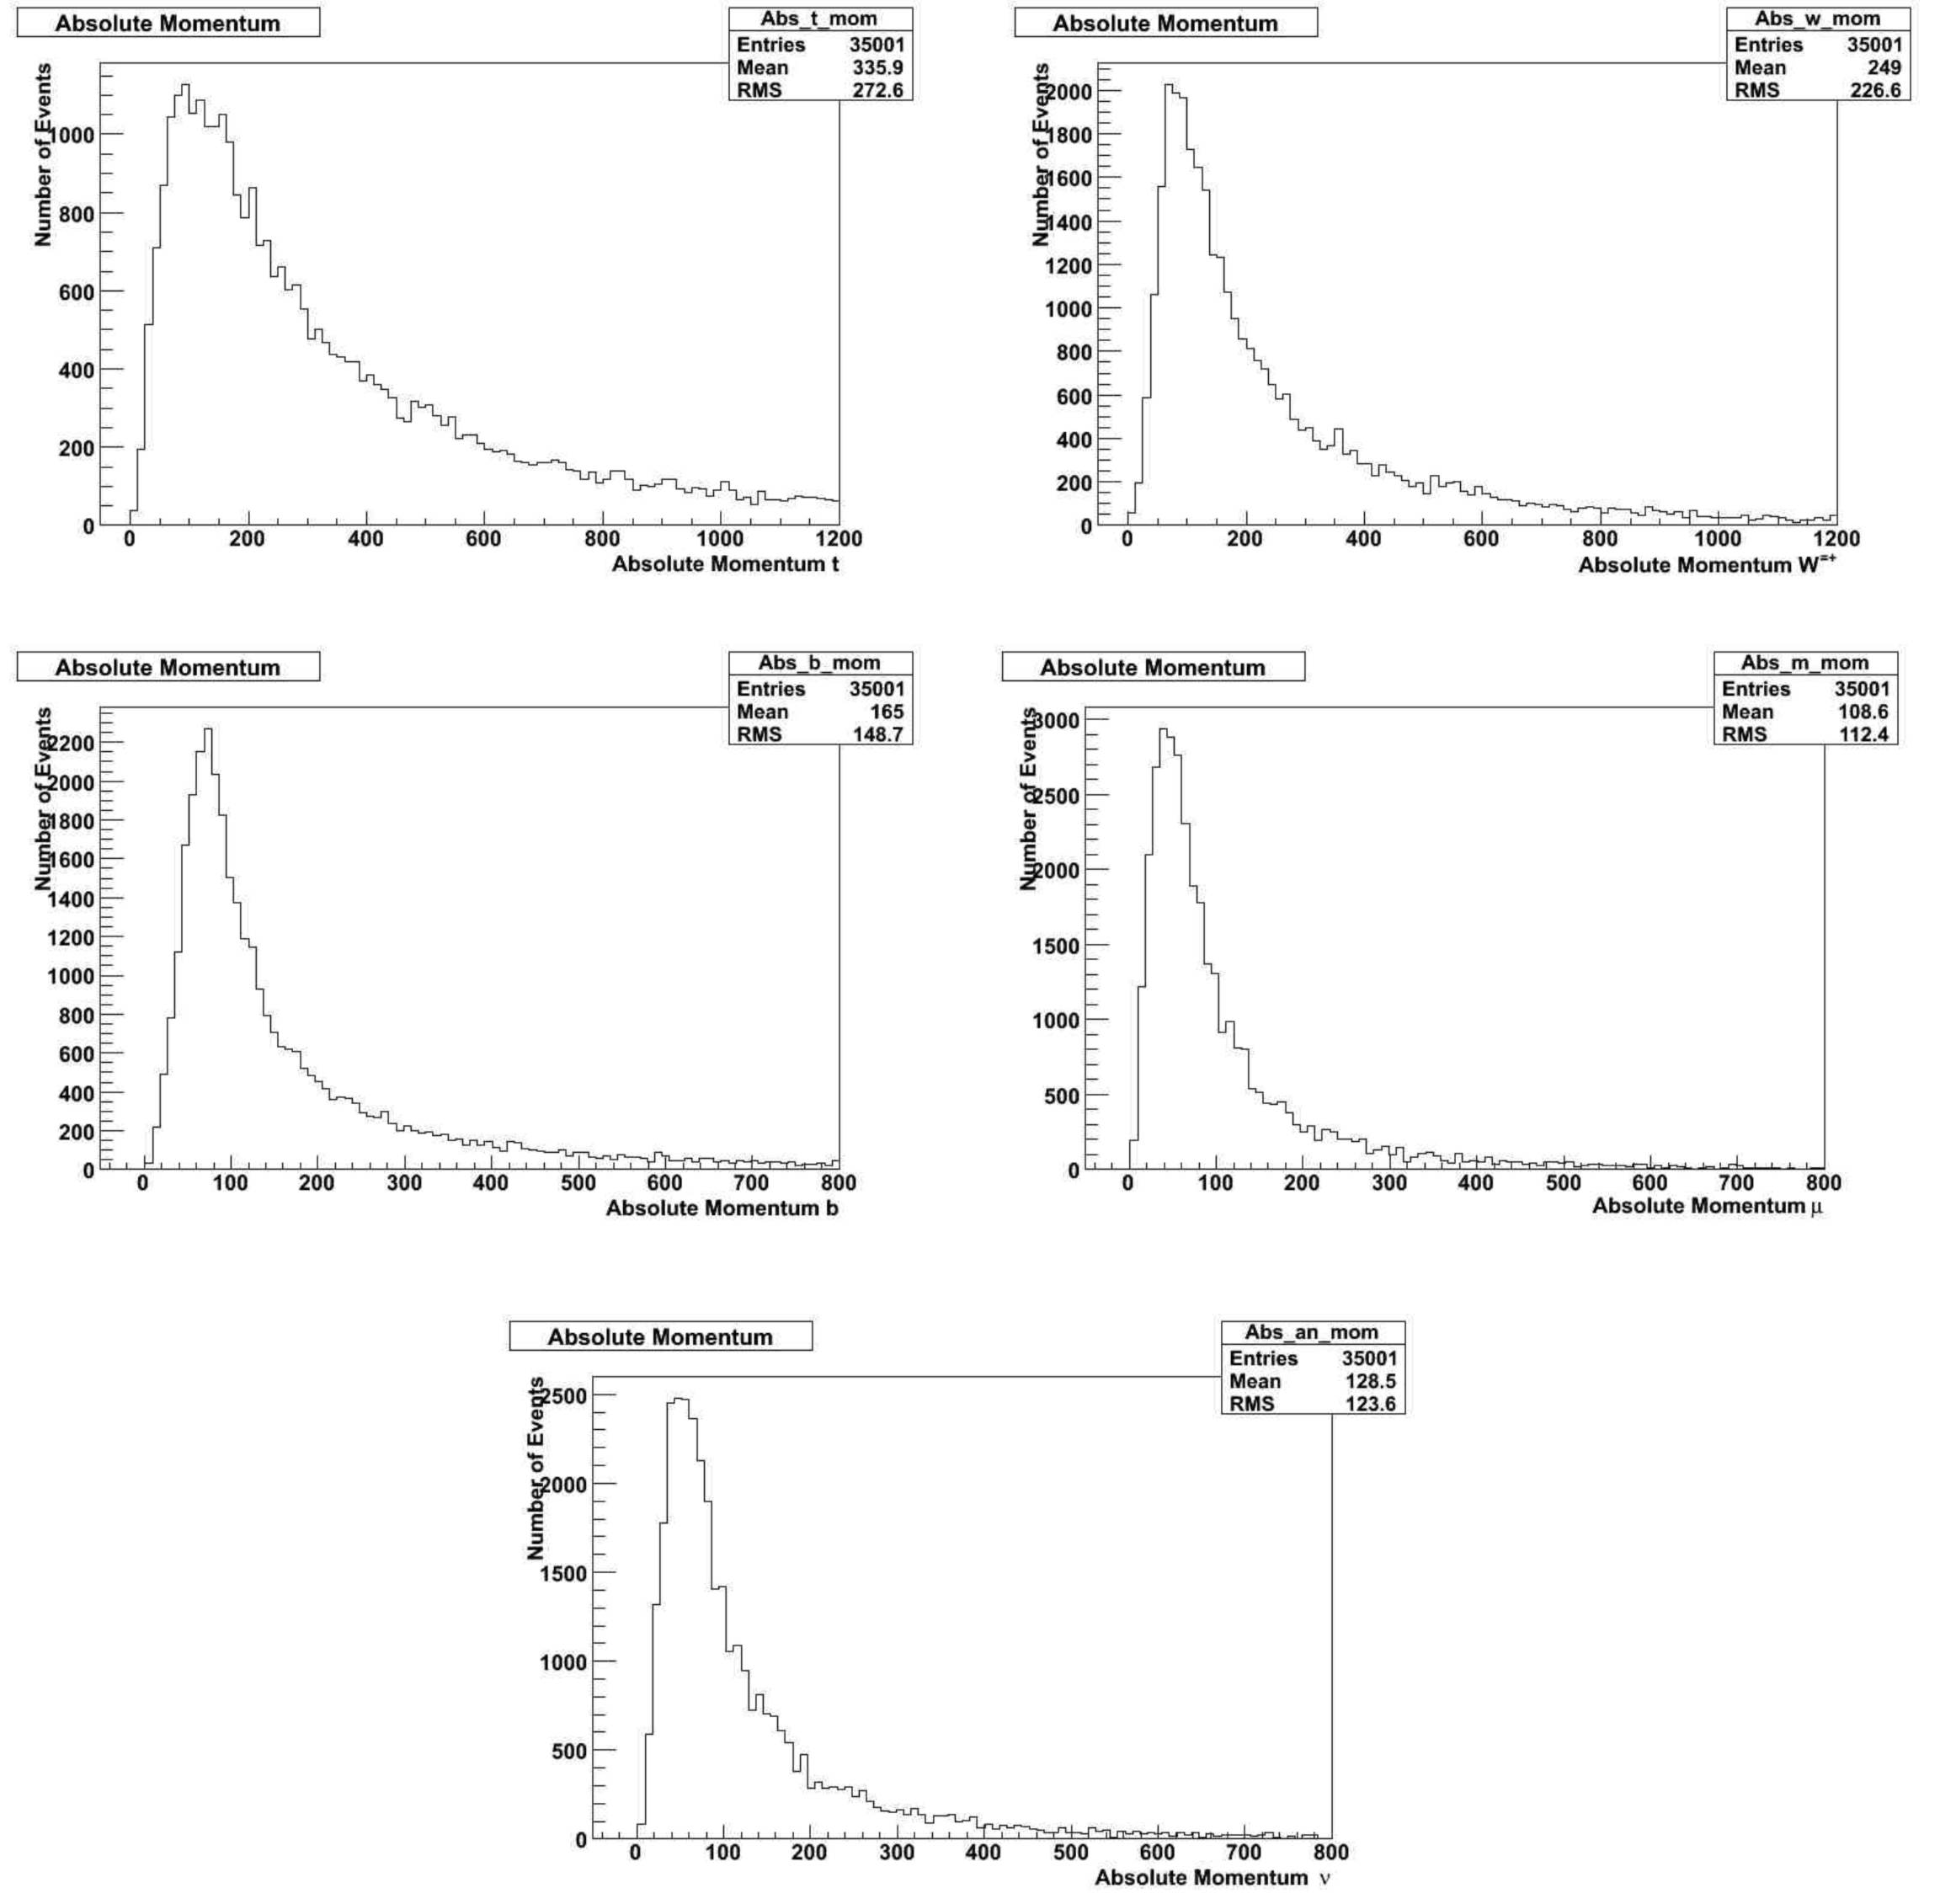 Absolute Momentum
Abs_t_mom
Entries 35001
Mean 335.9
RMS 272.6
Number of Events
1000
800
600
400
200
0
0 200 400 600 800 1000 1200
Absolute Momentum t
Absolute Momentum
Abs_w_mom
Entries 35001
Mean 249
RMS 226.6
Number of Events
2000
1800
1600
1400
1200
1000
800
600
400
200
0
0 200 400 600 800 1000 1200
Absolute Momentum W=+
Absolute Momentum
Abs_b_mom
Entries 35001
Mean 165
RMS 148.7
Number of Events
2200
2000
1800
1600
1400
1200
1000
800
600
400
200
0
0 100 200 300 400 500 600 700 800
Absolute Momentum b
Absolute Momentum
Abs_m_mom
Entries 35001
Mean 108.6
RMS 112.4
Number of Events
3000
2500
2000
1500
1000
500
0
0 100 200 300 400 500 600 700 800
Absolute Momentum μ
Absolute Momentum
Abs_an_mom
Entries 35001
Mean 128.5
RMS 123.6
Number of Events
2500
2000
1500
1000
500
0
0 100 200 300 400 500 600 700 800
Absolute Momentum ν